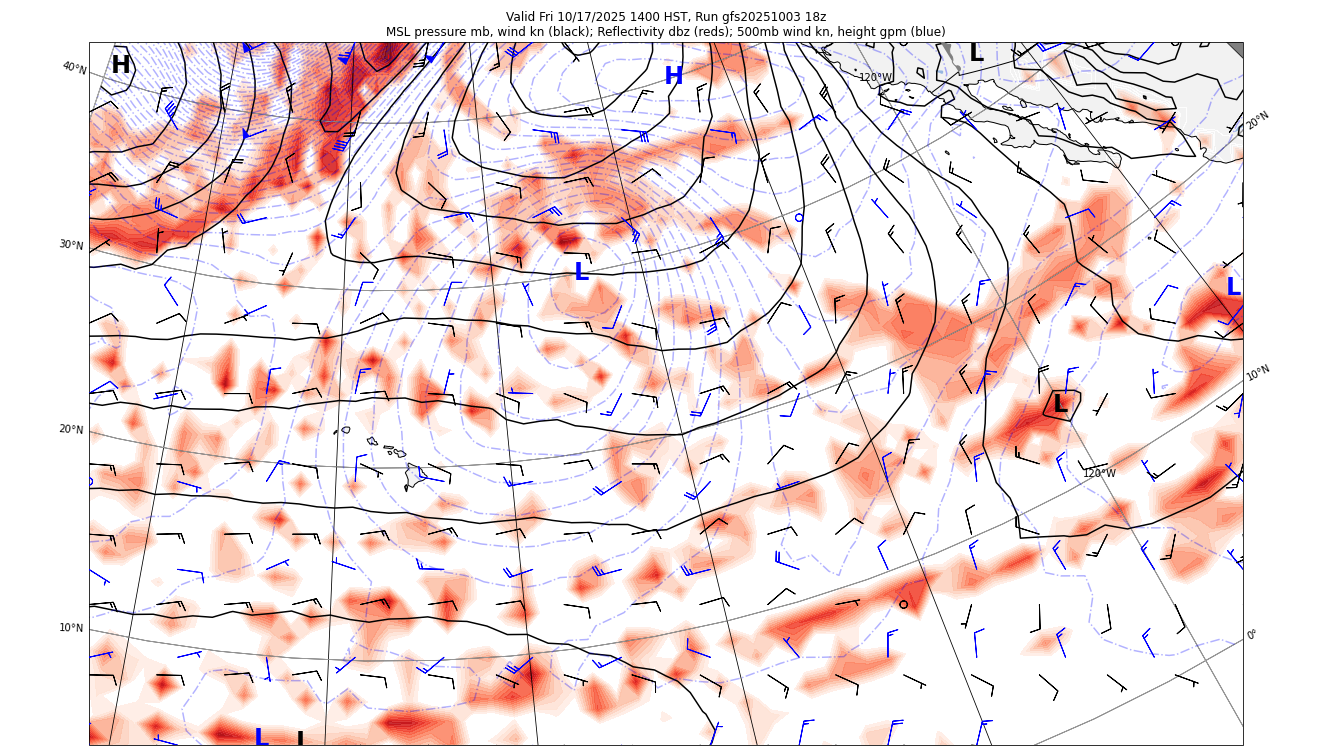 Valid Fri 10/17/2025 1400 HST, Run gfs20251003 18z
MSL pressure mb, wind kn (black); Reflectivity dbz (reds); 500mb wind kn, height gpm (blue)
H
H
L
40°N
120°W
20°N
30°N
L
L
10°N
L
20°N
120°W
10°N
0°
L
L